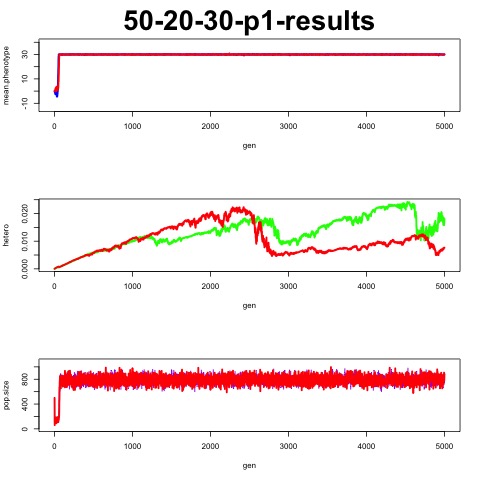 50-20-30-p1-results
mean.phenotype
-10 10 30
0 1000 2000 3000 4000 5000
gen
hetero
0.000 0.010 0.020
0 1000 2000 3000 4000 5000
gen
pop.size
0 400 800
0 1000 2000 3000 4000 5000
gen